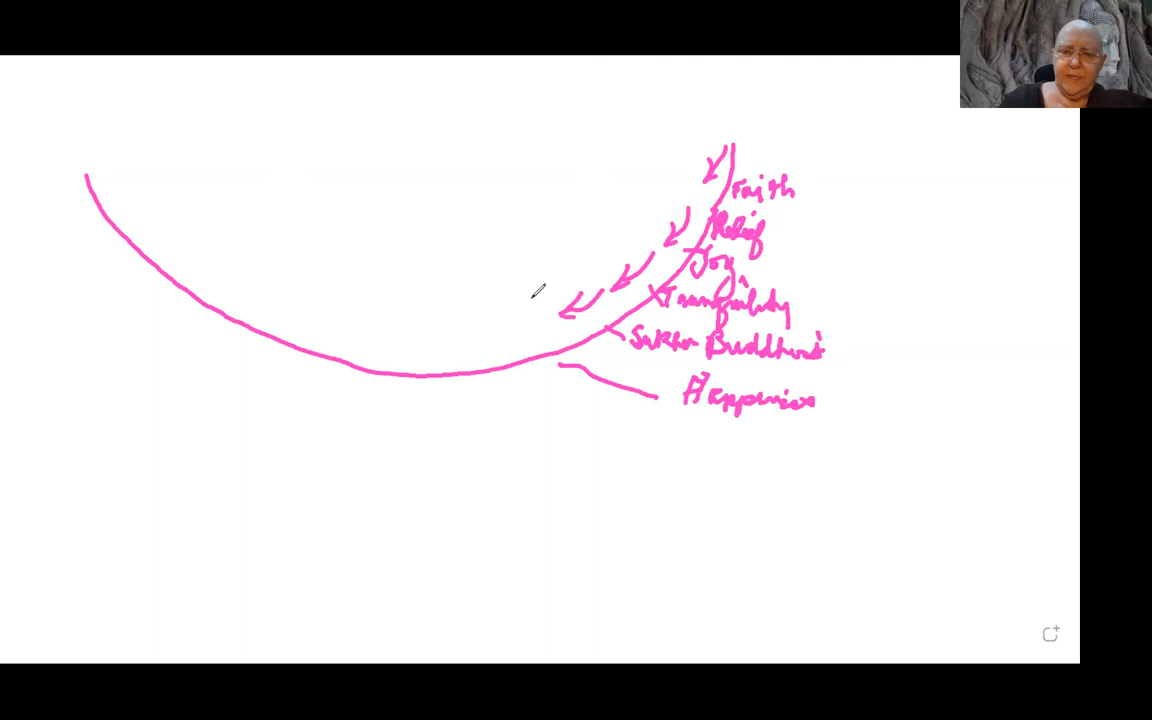 Faith
Relief
Joy
Tranquility
Sukha Buddhist
Happiness